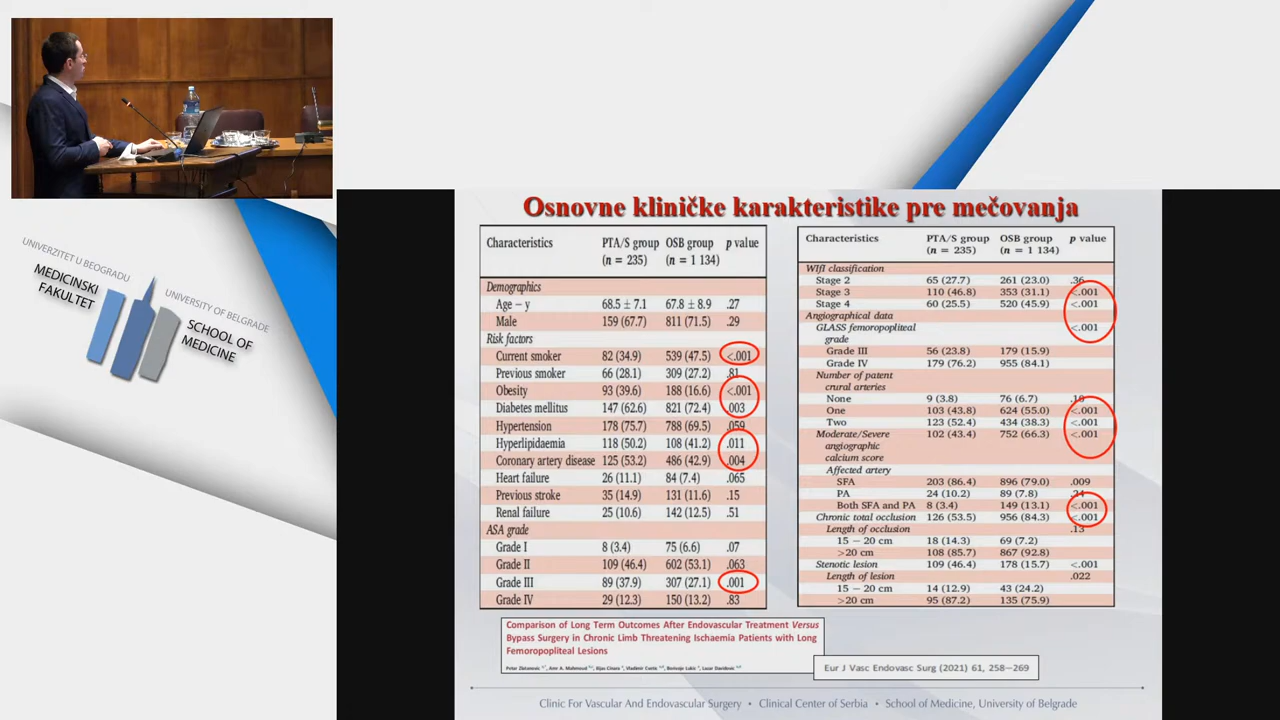 UNIVERZITET U BEOGRADU
MEDICINSKI
FAKULTET
UNIVERSITY OF BELGRADE
SCHOOL OF
MEDICINE
Osnovne kliničke karakteristike pre mečovanja
Characteristics PTA/S group OSB group p value
(n = 235) (n = 1 134)
Demographics
Age – y 68.5 ± 7.1 67.8 ± 8.9 .27
Male 159 (67.7) 811 (71.5) .29
Risk factors
Current smoker 82 (34.9) 539 (47.5) <.001
Previous smoker 66 (28.1) 309 (27.2) .81
Obesity 93 (39.6) 188 (16.6) <.001
Diabetes mellitus 147 (62.6) 821 (72.4) .003
Hypertension 178 (75.7) 788 (69.5) .059
Hyperlipidaemia 118 (50.2) 108 (41.2) .011
Coronary artery disease 125 (53.2) 486 (42.9) .004
Heart failure 26 (11.1) 84 (7.4) .065
Previous stroke 35 (14.9) 131 (11.6) .15
Renal failure 25 (10.6) 142 (12.5) .51
ASA grade
Grade I 8 (3.4) 75 (6.6) .07
Grade II 109 (46.4) 602 (53.1) .063
Grade III 89 (37.9) 307 (27.1) .001
Grade IV 29 (12.3) 150 (13.2) .83
Characteristics PTA/S group OSB group p value
(n = 235) (n = 1 134)
WIfI classification
Stage 2 65 (27.7) 261 (23.0) .36
Stage 3 110 (46.8) 353 (31.1) <.001
Stage 4 60 (25.5) 520 (45.9) <.001
Angiographical data
GLASS femoropopliteal <.001
grade
Grade III 56 (23.8) 179 (15.9)
Grade IV 179 (76.2) 955 (84.1)
Number of patent
crural arteries
None 9 (3.8) 76 (6.7) .10
One 103 (43.8) 624 (55.0) <.001
Two 123 (52.4) 434 (38.3) <.001
Moderate/Severe 102 (43.4) 752 (66.3) <.001
angiographic
calcium score
Affected artery
SFA 203 (86.4) 896 (79.0) .009
PA 24 (10.2) 89 (7.8) .24
Both SFA and PA 8 (3.4) 149 (13.1) <.001
Chronic total occlusion 126 (53.5) 956 (84.3) <.001
Length of occlusion .13
15 – 20 cm 18 (14.3) 69 (7.2)
>20 cm 108 (85.7) 867 (92.8)
Stenotic lesion 109 (46.4) 178 (15.7) <.001
Length of lesion .022
15 – 20 cm 14 (12.9) 43 (24.2)
>20 cm 95 (87.2) 135 (75.9)
Comparison of Long Term Outcomes After Endovascular Treatment Versus
Bypass Surgery in Chronic Limb Threatening Ischaemia Patients with Long
Femoropopliteal Lesions
Eur J Vasc Endovasc Surg (2021) 61, 258–269
Clinic For Vascular And Endovascular Surgery • Clinical Center of Serbia • School of Medicine, University of Belgrade